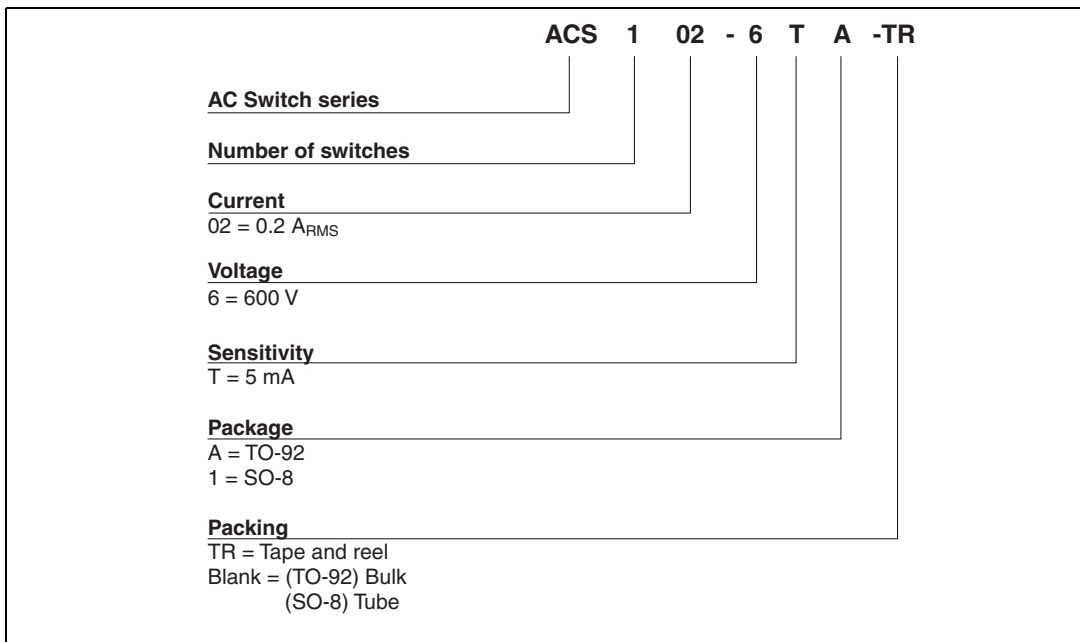 ACS 1 02 - 6 T A -TR
AC Switch series
Number of switches
Current
02 = 0.2 ARMS
Voltage
6 = 600 V
Sensitivity
T = 5 mA
Package
A = TO-92
1 = SO-8
Packing
TR = Tape and reel
Blank = (TO-92) Bulk
(SO-8) Tube